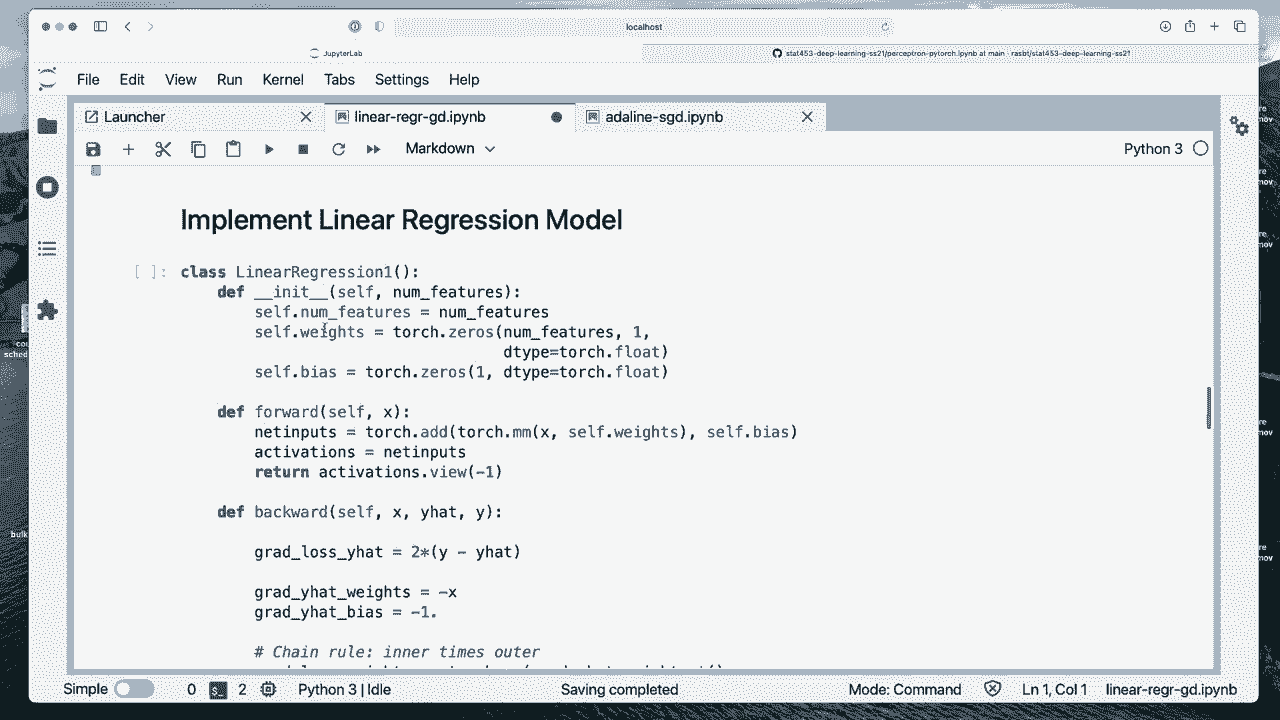 localhost
JupyterLab
stat453-deep-learning-ss21/perceptron-pytorch.ipynb at main · rasbt/stat453-deep-learning-ss21
File Edit View Run Kernel Tabs Settings Help
Launcher
linear-regr-gd.ipynb
adaline-sgd.ipynb
Markdown
Python 3
Implement Linear Regression Model
[ ]: class LinearRegression1():
def __init__(self, num_features):
self.num_features = num_features
self.weights = torch.zeros(num_features, 1,
dtype=torch.float)
self.bias = torch.zeros(1, dtype=torch.float)
def forward(self, x):
netinputs = torch.add(torch.mm(x, self.weights), self.bias)
activations = netinputs
return activations.view(-1)
def backward(self, x, yhat, y):
grad_loss_yhat = 2*(y - yhat)
grad_yhat_weights = -x
grad_yhat_bias = -1.
# Chain rule: inner times outer
Simple 0 2 Python 3 | Idle Saving completed Mode: Command Ln 1, Col 1 linear-regr-gd.ipynb